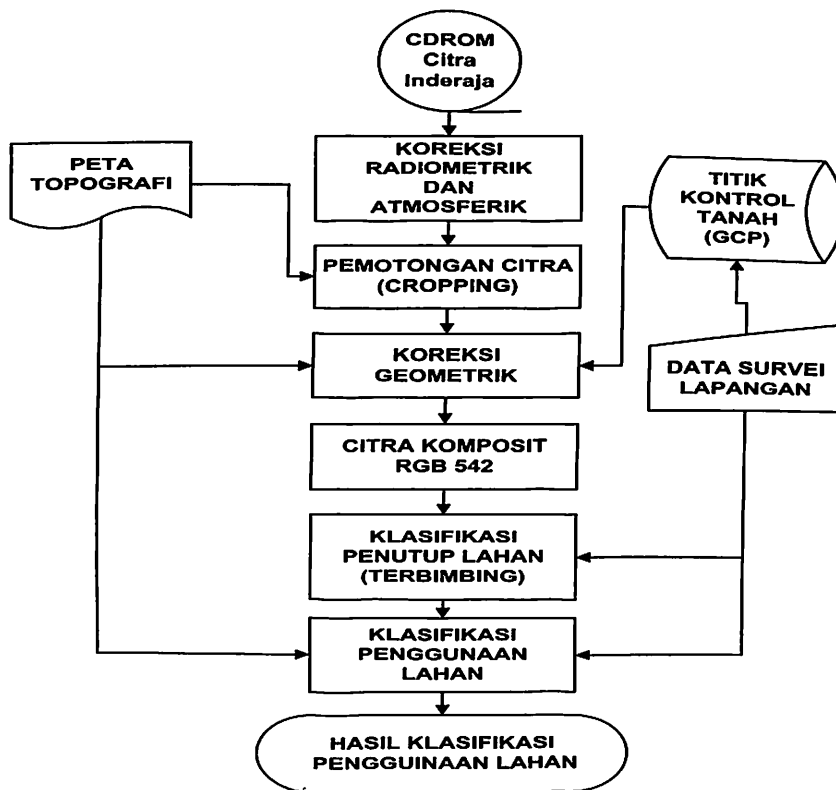 CDROM
Citra
Inderaja
KOREKSI
RADIOMETRIK
DAN
ATMOSFERIK
PETA
TOPOGRAFI
TITIK
KONTROL
TANAH
(GCP)
PEMOTONGAN CITRA
(CROPPING)
KOREKSI
GEOMETRIK
DATA SURVEI
LAPANGAN
CITRA KOMPOSIT
RGB 542
KLASIFIKASI
PENUTUP LAHAN
(TERBIMBING)
KLASIFIKASI
PENGGUNAAN
LAHAN
HASIL KLASIFIKASI
PENGGUINAAN LAHAN